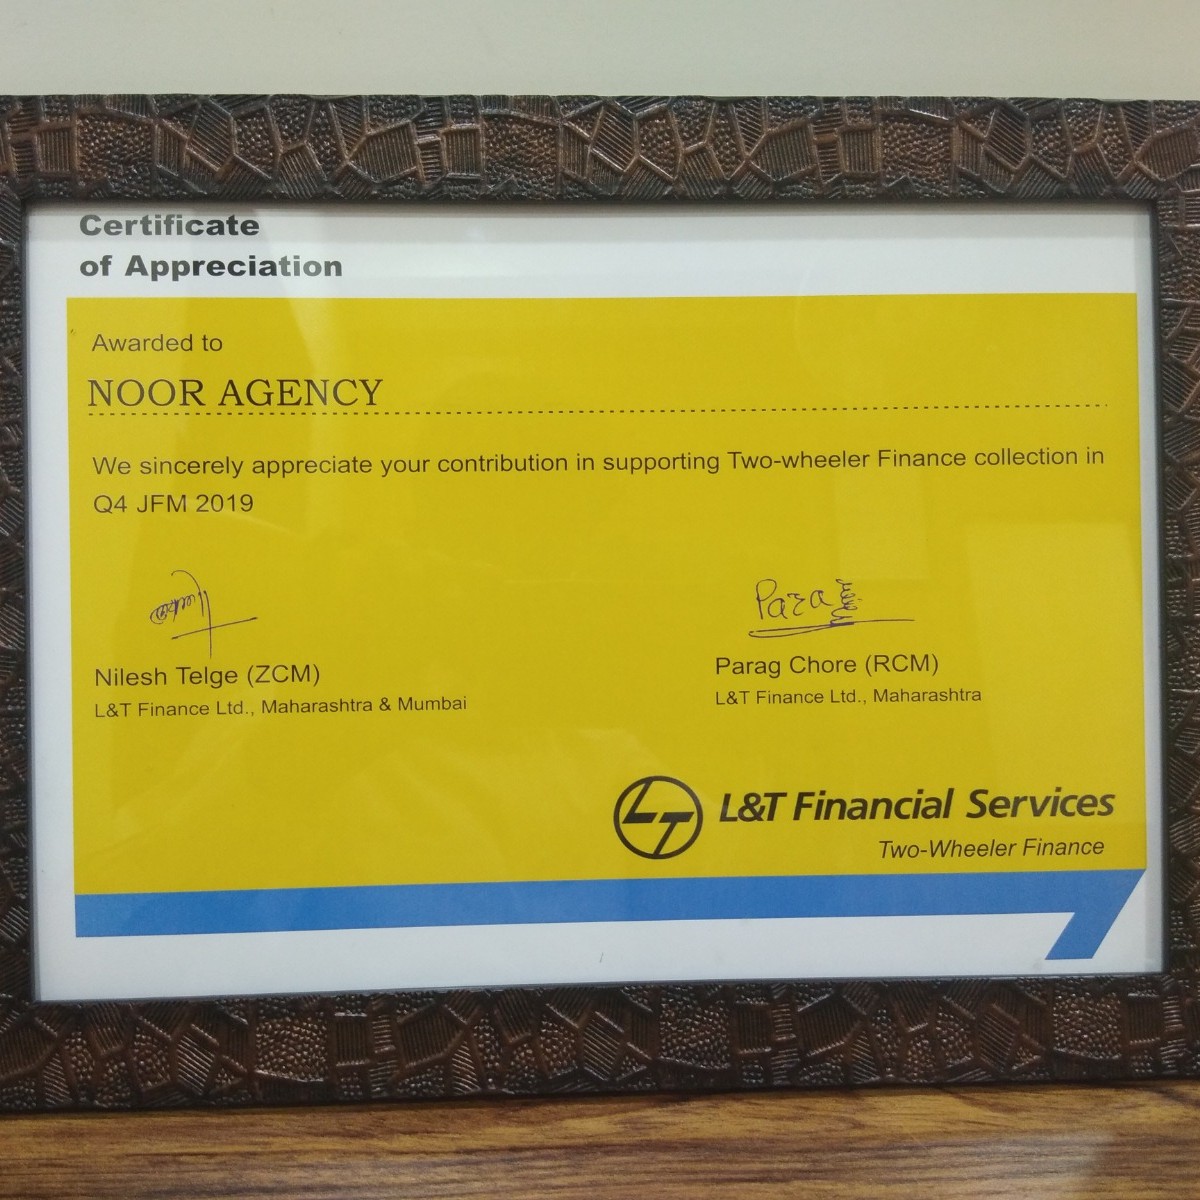 Certificate
of Appreciation
Awarded to
NOOR AGENCY
We sincerely appreciate your contribution in supporting Two-wheeler Finance collection in
Q4 JFM 2019
Parag
Nilesh Telge (ZCM)
Parag Chore (RCM)
L&T Finance Ltd., Maharashtra & Mumbai
L&T Finance Ltd., Maharashtra
LT L&T Financial Services
Two-Wheeler Finance